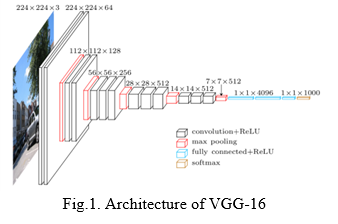 224×224×3 224×224×64
112×112×128
56×56×256
28×28×512
14×14×512
7×7×512
1×1×4096 1×1×1000
convolution+ReLU
max pooling
fully connected+ReLU
softmax
Fig.1. Architecture of VGG-16